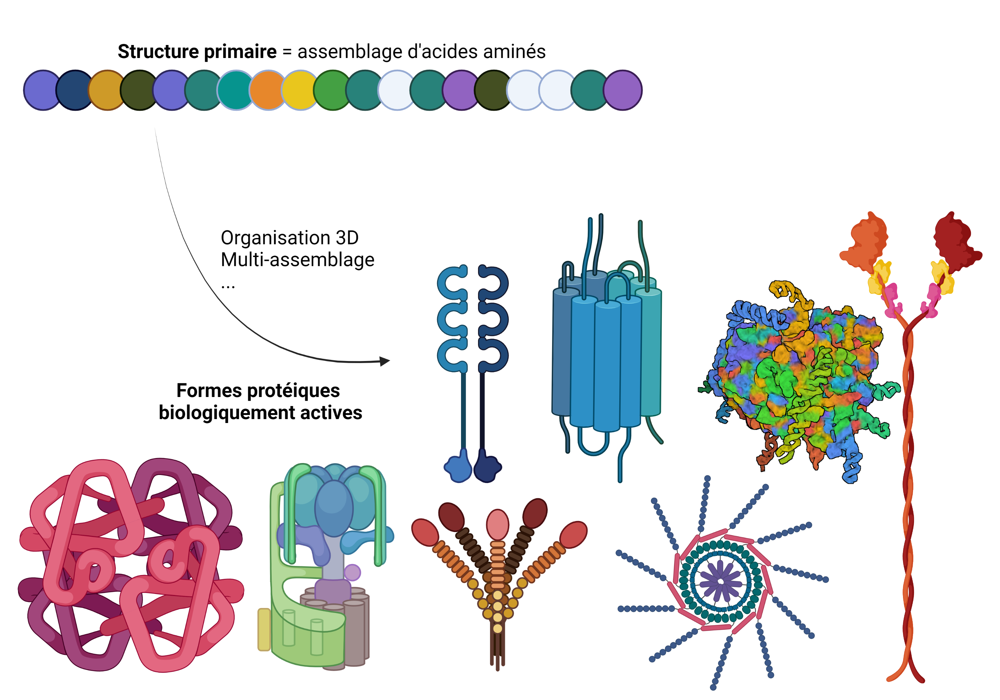 Structure primaire = assemblage d'acides aminés
Organisation 3D
Multi-assemblage
...
Formes protéiques
biologiquement actives